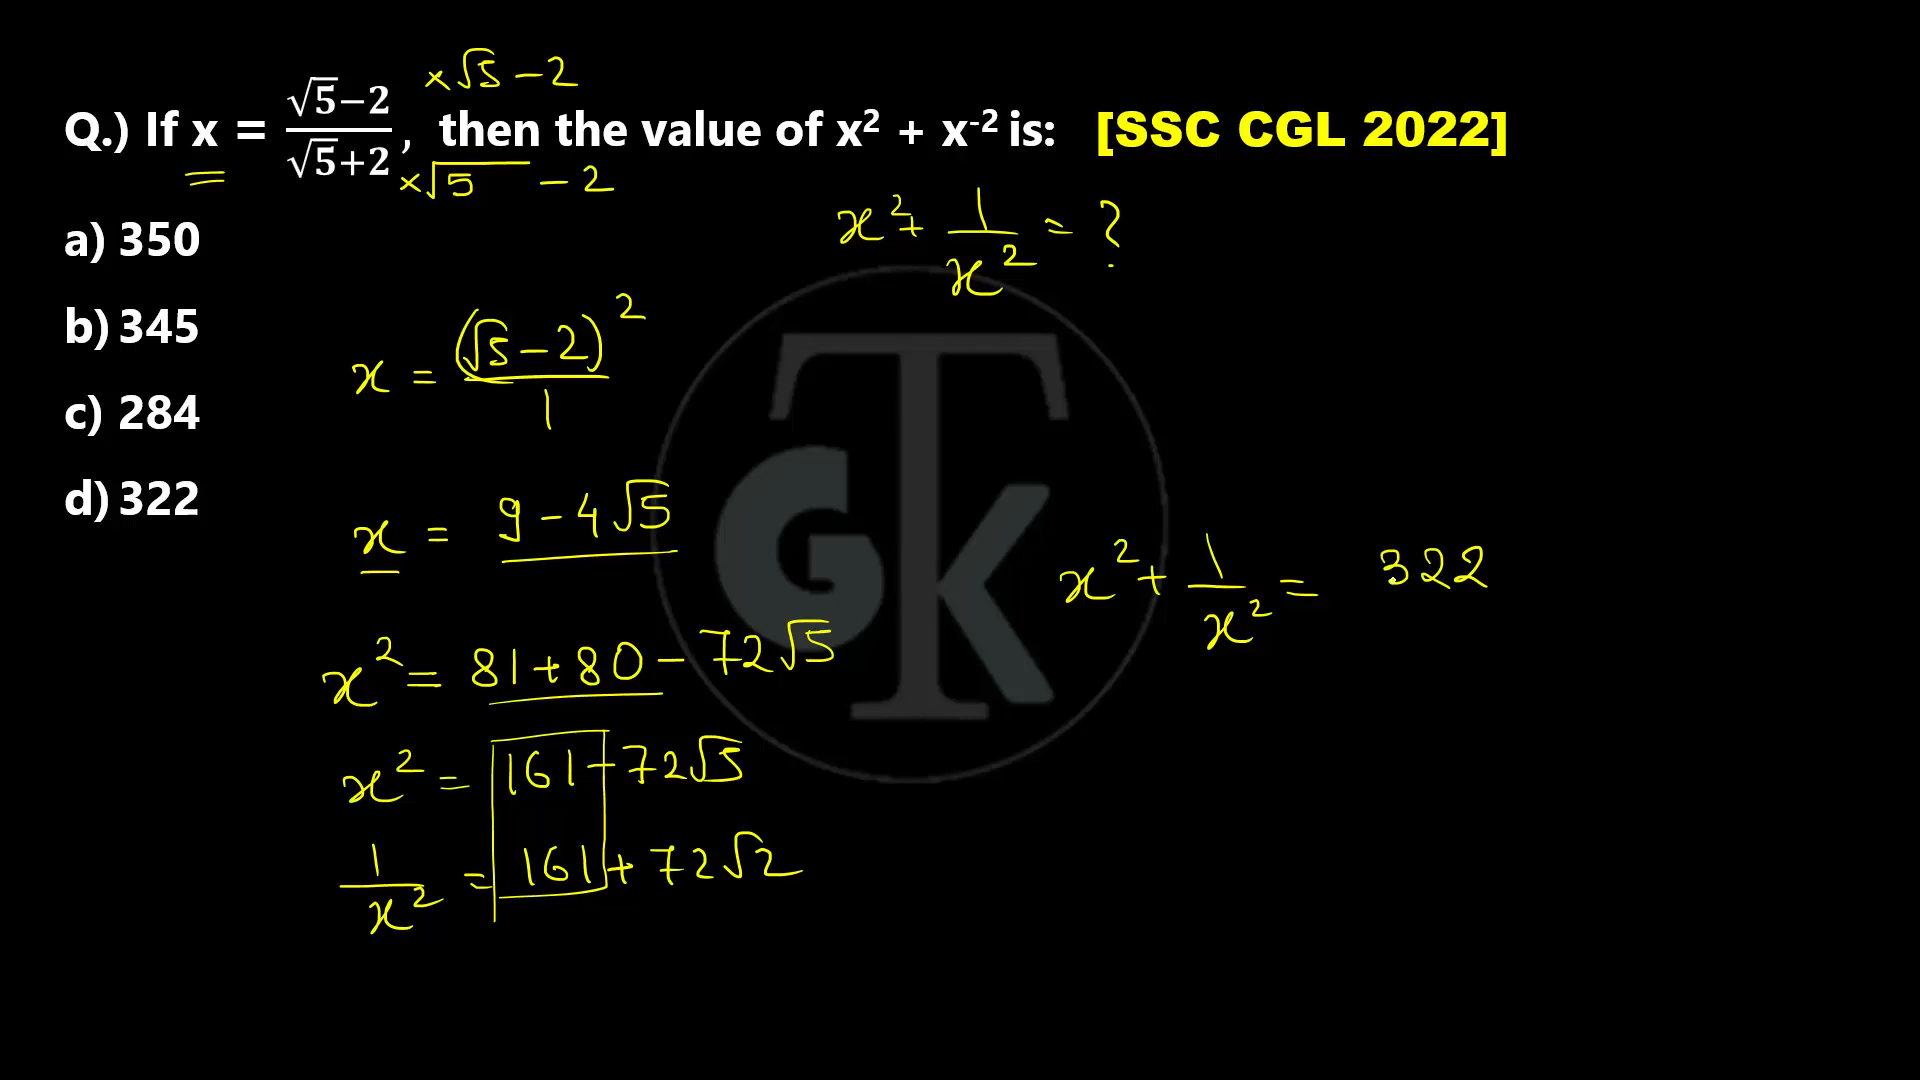 ×√5 − 2
Q.) If x = (√5−2)/(√5+2), then the value of x² + x⁻² is: [SSC CGL 2022]
×√5 − 2
x² + 1/x² = ?
a) 350
b) 345
c) 284
d) 322
x = (√5 − 2)²/1
x = 9 − 4√5
x² + 1/x² = 322
x² = 81 + 80 − 72√5
x² = 161 − 72√5
1/x² = 161 + 72√2
GTK